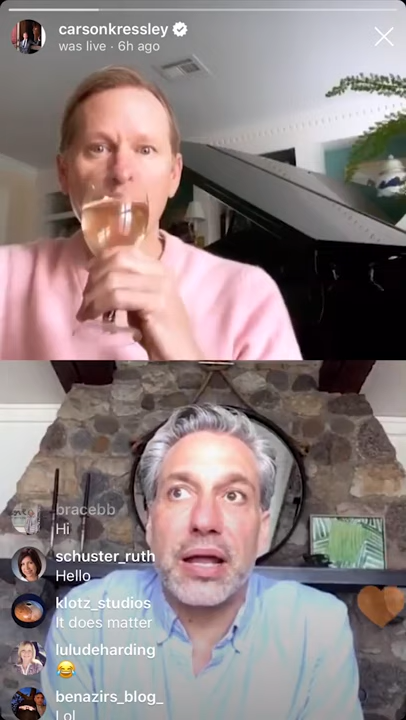 carsonkressley
was live · 6h ago
bracebb
Hi
schuster_ruth
Hello
klotz_studios
It does matter
luludeharding
😂
benazirs_blog_
Lol